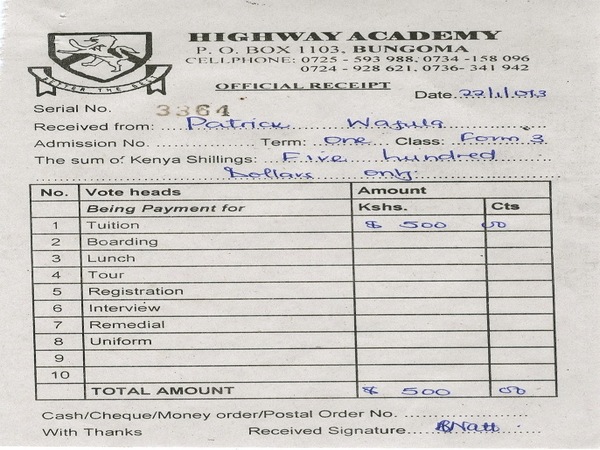 HIGHWAY ACADEMY
P. O. BOX 1103, BUNGOMA
CELLPHONE: 0725 - 593 988, 0734 -158 096
0724 - 928 621, 0736- 341 942
OFFICIAL RECEIPT
Date 22/1/2013
Serial No. 3364
Received from: Patrick Wafula
Admission No. Term: One Class: Form 3
The sum of Kenya Shillings: Five hundred
Dollars only
No. Vote heads Amount
Being Payment for Kshs. Cts
1 Tuition $ 500 00
2 Boarding
3 Lunch
4 Tour
5 Registration
6 Interview
7 Remedial
8 Uniform
9
10
TOTAL AMOUNT $ 500 00
Cash/Cheque/Money order/Postal Order No.
With Thanks Received Signature